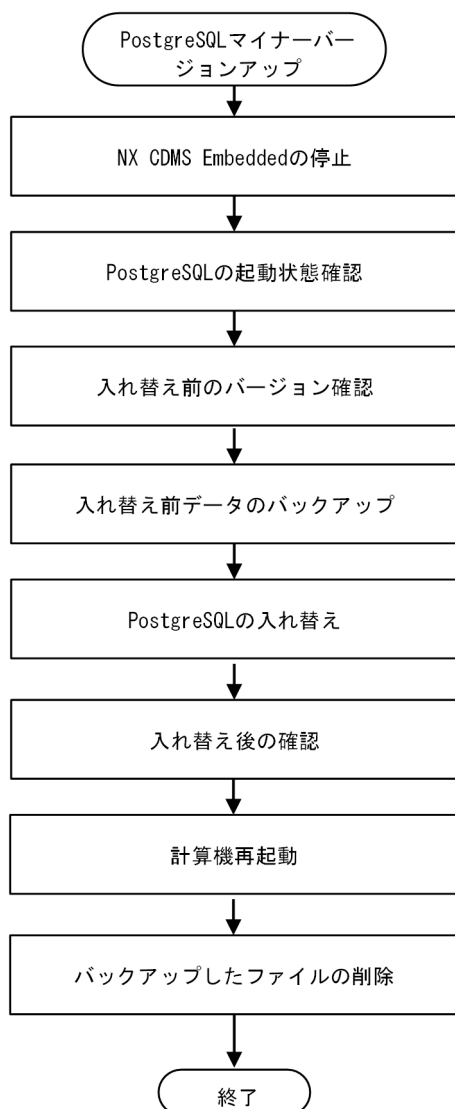 PostgreSQLマイナーバー
ジョンアップ
NX CDMS Embeddedの停止
PostgreSQLの起動状態確認
入れ替え前のバージョン確認
入れ替え前データのバックアップ
PostgreSQLの入れ替え
入れ替え後の確認
計算機再起動
バックアップしたファイルの削除
終了